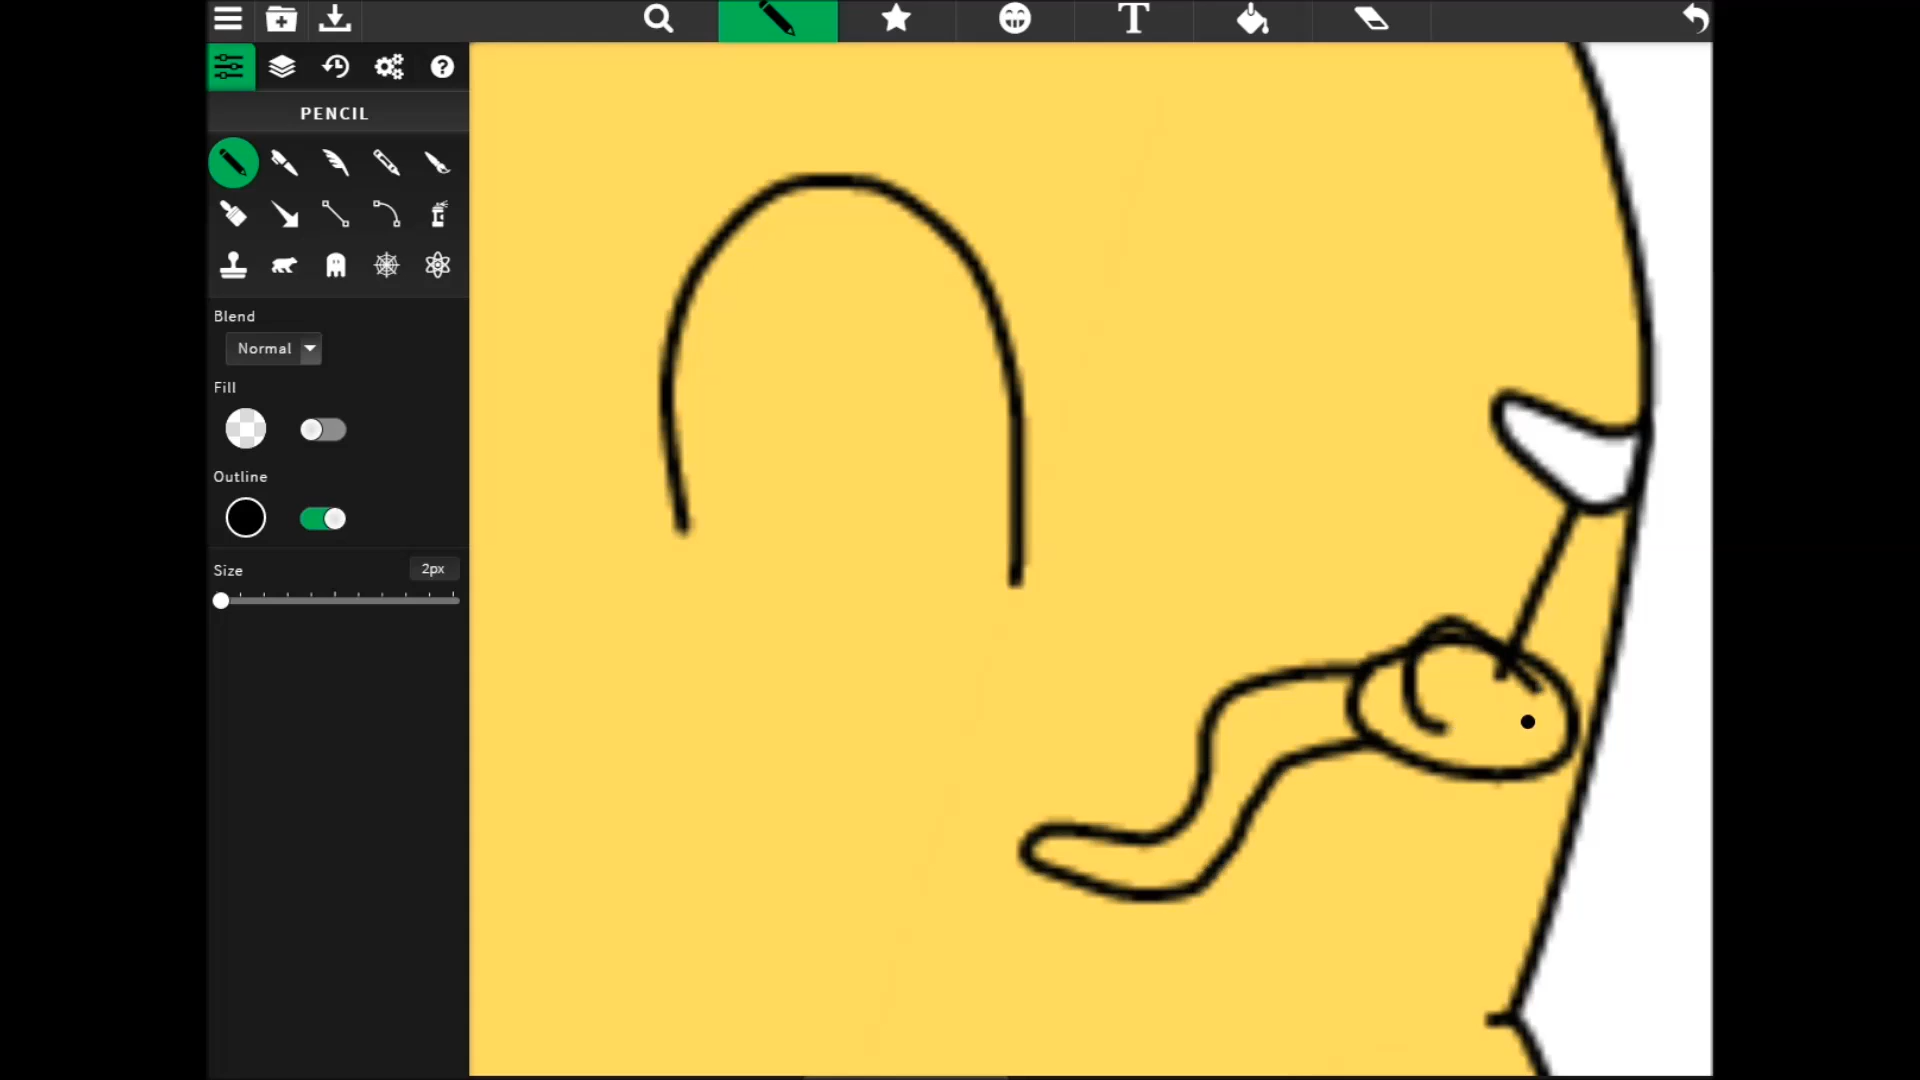 T
PENCIL
Blend
Normal
Fill
Outline
Size
2px